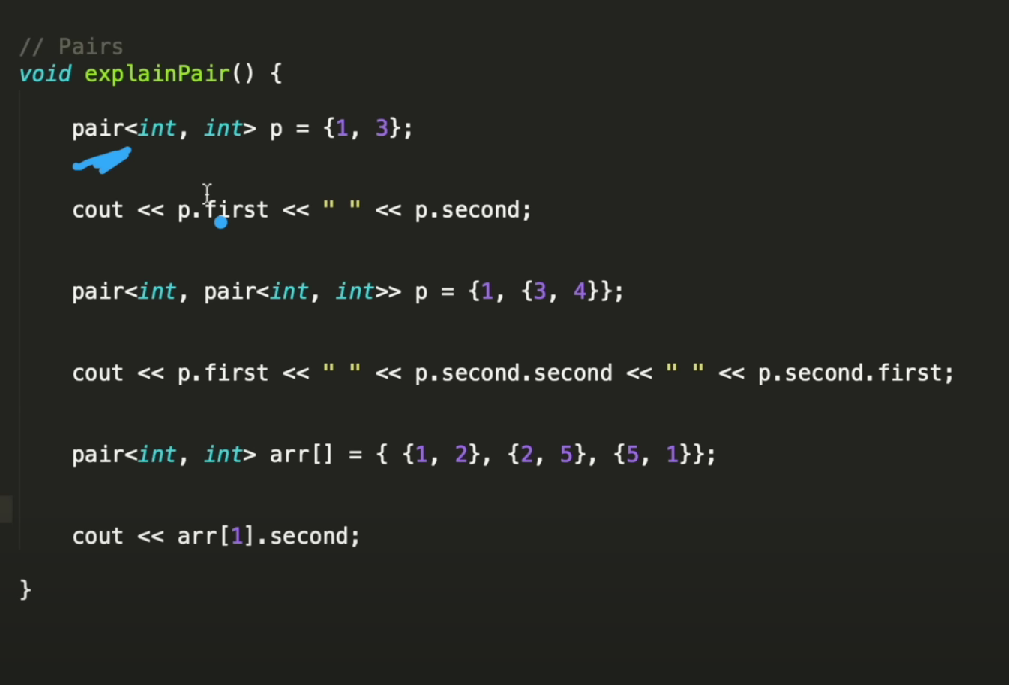 // Pairs
void explainPair() {
pair<int, int> p = {1, 3};
cout << p.first << " " << p.second;
pair<int, pair<int, int>> p = {1, {3, 4}};
cout << p.first << " " << p.second.second << " " << p.second.first;
pair<int, int> arr[] = { {1, 2}, {2, 5}, {5, 1}};
cout << arr[1].second;
}